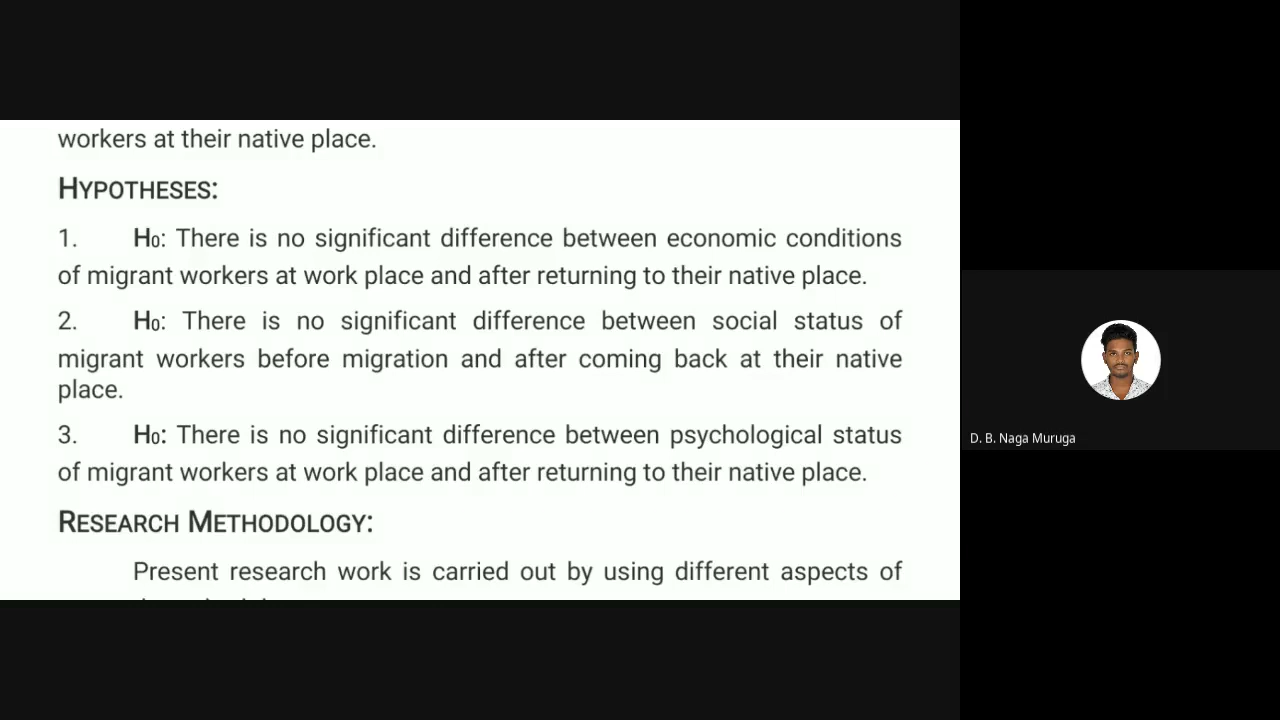 workers at their native place.
HYPOTHESES:
1. H0: There is no significant difference between economic conditions
of migrant workers at work place and after returning to their native place.
2. H0: There is no significant difference between social status of
migrant workers before migration and after coming back at their native
place.
3. H0: There is no significant difference between psychological status
of migrant workers at work place and after returning to their native place.
RESEARCH METHODOLOGY:
Present research work is carried out by using different aspects of
D. B. Naga Muruga